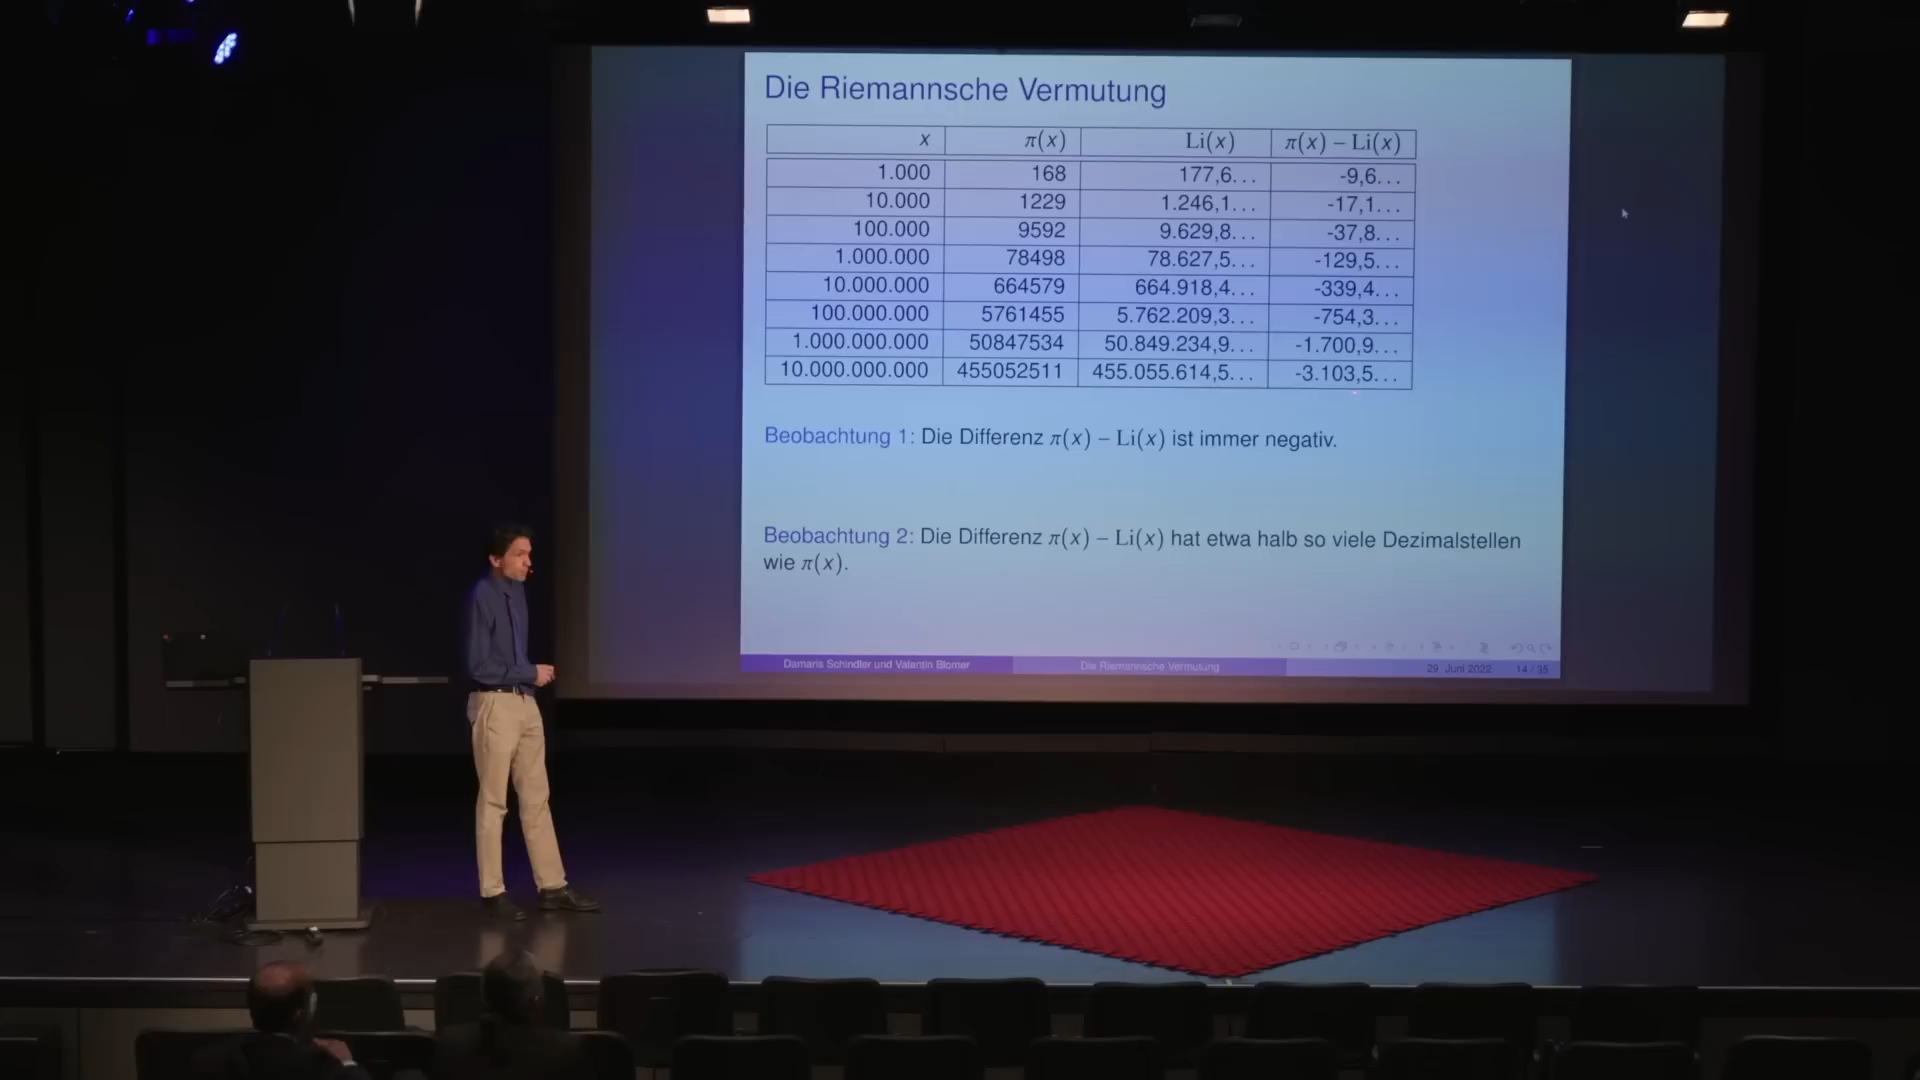 Die Riemannsche Vermutung
x π(x) Li(x) π(x) − Li(x)
1.000 168 177,6... -9,6...
10.000 1229 1.246,1... -17,1...
100.000 9592 9.629,8... -37,8...
1.000.000 78498 78.627,5... -129,5...
10.000.000 664579 664.918,4... -339,4...
100.000.000 5761455 5.762.209,3... -754,3...
1.000.000.000 50847534 50.849.234,9... -1.700,9...
10.000.000.000 455052511 455.055.614,5... -3.103,5...
Beobachtung 1: Die Differenz π(x) − Li(x) ist immer negativ.
Beobachtung 2: Die Differenz π(x) − Li(x) hat etwa halb so viele Dezimalstellen
wie π(x).
Damaris Schindler und Valentin Blomer Die Riemannsche Vermutung 29. Juni 2022 14 / 35